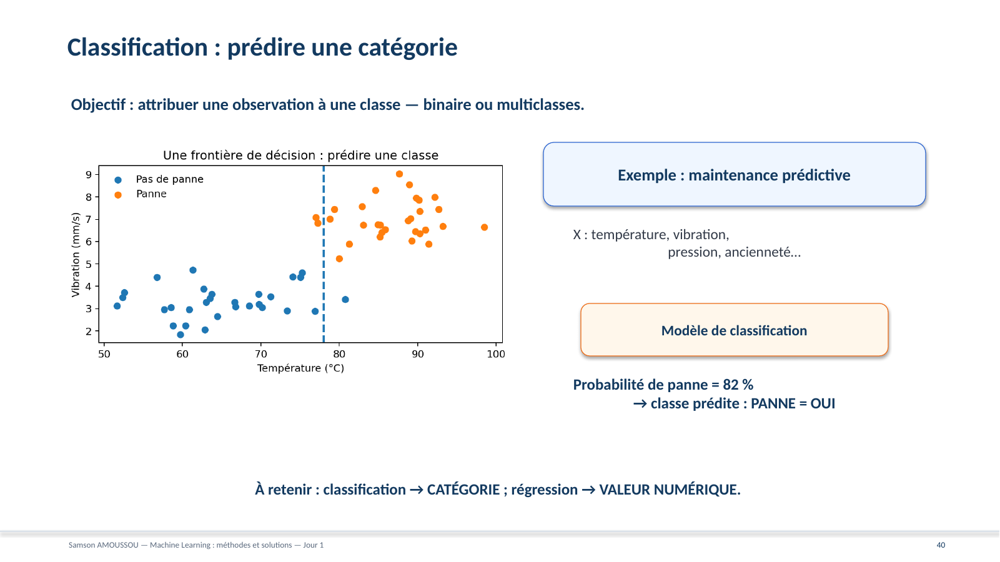 Classification : prédire une catégorie
Objectif : attribuer une observation à une classe — binaire ou multiclasses.
Une frontière de décision : prédire une classe
Pas de panne
Panne
9
8
7
6
5
4
3
2
Vibration (mm/s)
50 60 70 80 90 100
Température (°C)
Exemple : maintenance prédictive
X : température, vibration,
pression, ancienneté…
Modèle de classification
Probabilité de panne = 82 %
→ classe prédite : PANNE = OUI
À retenir : classification → CATÉGORIE ; régression → VALEUR NUMÉRIQUE.
Samson AMOUSSOU — Machine Learning : méthodes et solutions — Jour 1
40